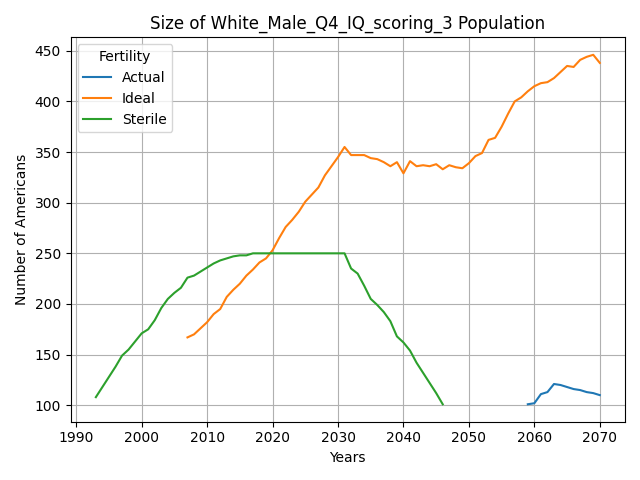 Size of White_Male_Q4_IQ_scoring_3 Population
Fertility
Actual
Ideal
Sterile
Number of Americans
450
400
350
300
250
200
150
100
1990 2000 2010 2020 2030 2040 2050 2060 2070
Years